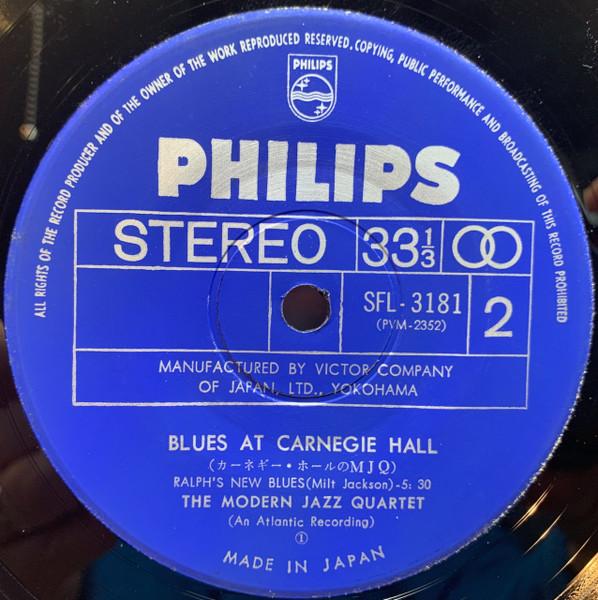 ALL RIGHTS OF THE RECORD PRODUCER AND OF THE OWNER OF THE WORK REPRODUCED RESERVED. COPYING, PUBLIC PERFORMANCE AND BROADCASTING OF THIS RECORD PROHIBITED
PHILIPS
PHILIPS
STEREO 33⅓
SFL-3181
(PVM-2352)
2
MANUFACTURED BY VICTOR COMPANY
OF JAPAN, LTD., YOKOHAMA
BLUES AT CARNEGIE HALL
(カーネギー・ホールのMJQ)
RALPH'S NEW BLUES(Milt Jackson)-5:30
THE MODERN JAZZ QUARTET
(An Atlantic Recording)
①
MADE IN JAPAN